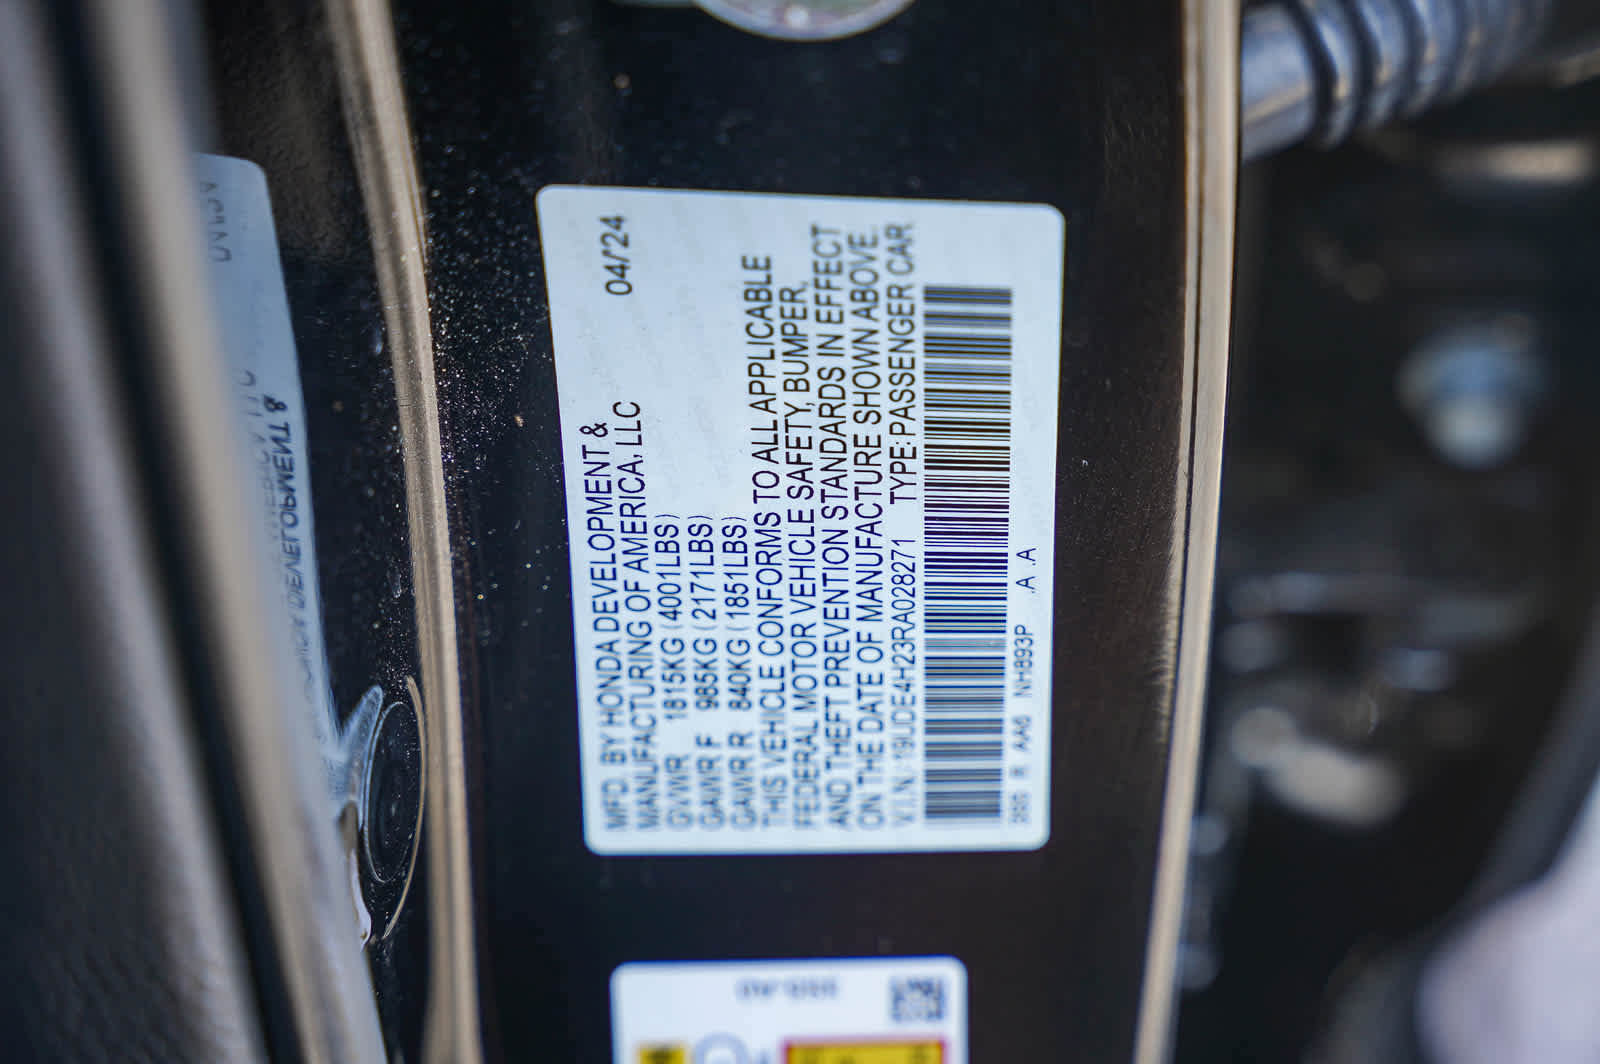 MFD. BY HONDA DEVELOPMENT &
MANUFACTURING OF AMERICA, LLC
04/'24
GVWR 1815KG (4001LBS)
GAWR F 985KG (2171LBS)
GAWR R 840KG (1851LBS)
THIS VEHICLE CONFORMS TO ALL APPLICABLE
FEDERAL MOTOR VEHICLE SAFETY, BUMPER,
AND THEFT PREVENTION STANDARDS IN EFFECT
ON THE DATE OF MANUFACTURE SHOWN ABOVE.
V.I.N.: 19UDE4H23RA028271 TYPE: PASSENGER CAR
R AA6 NH893P .A .A